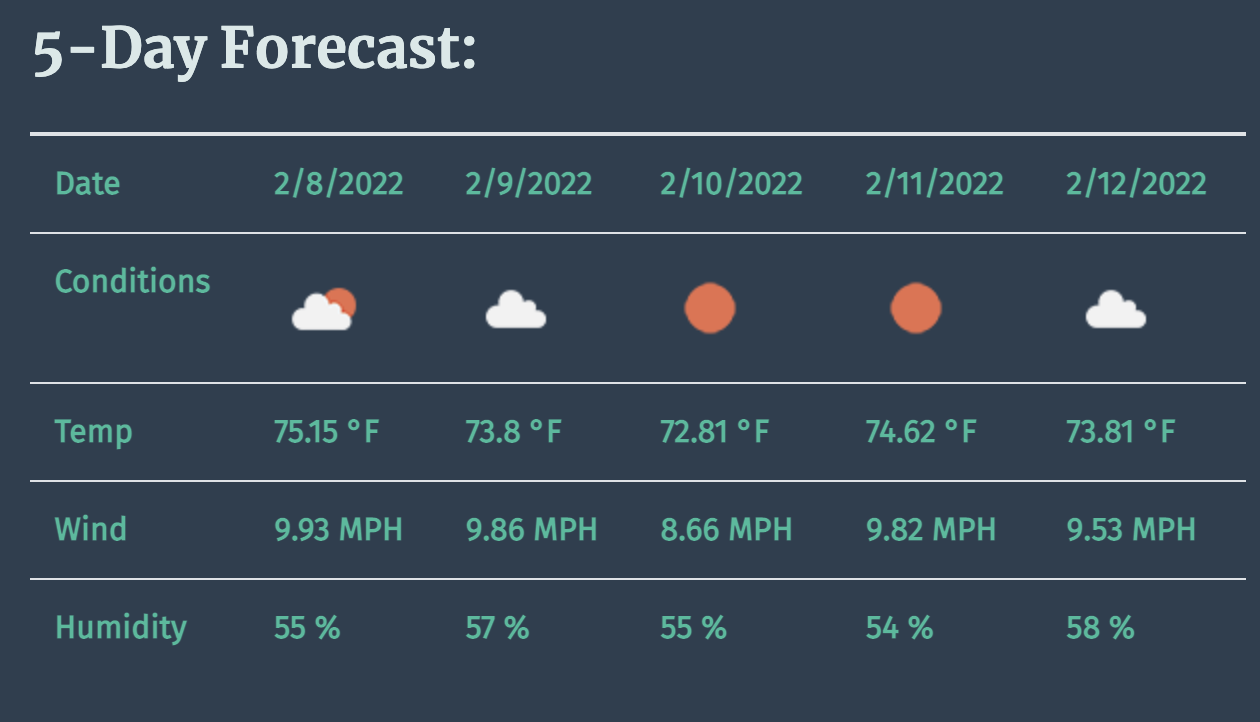 5-Day Forecast:
Date 2/8/2022 2/9/2022 2/10/2022 2/11/2022 2/12/2022
Conditions
Temp 75.15 °F 73.8 °F 72.81 °F 74.62 °F 73.81 °F
Wind 9.93 MPH 9.86 MPH 8.66 MPH 9.82 MPH 9.53 MPH
Humidity 55 % 57 % 55 % 54 % 58 %